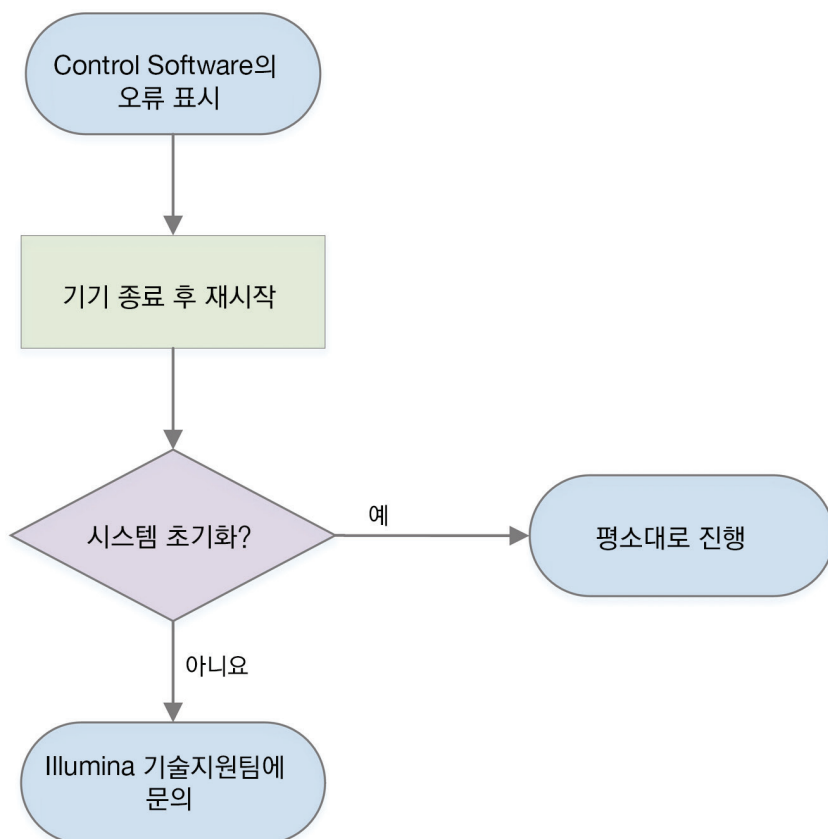 Control Software의
오류 표시
기기 종료 후 재시작
시스템 초기화?
예
평소대로 진행
아니요
Illumina 기술지원팀에
문의